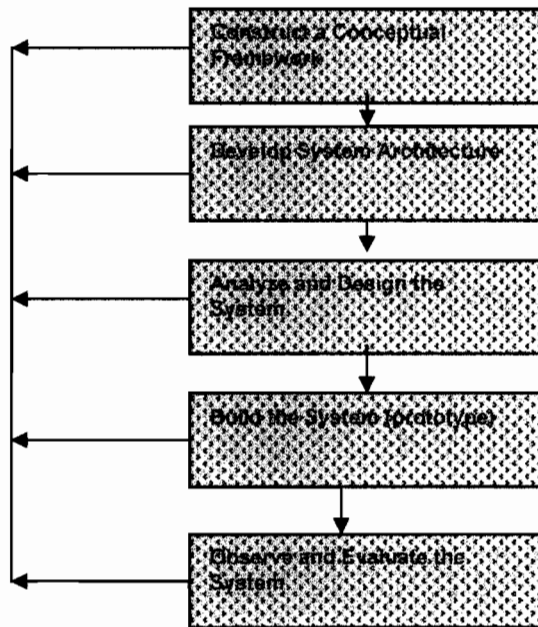 Construct a Conceptual
Framework
Develop System Architecture
Analyze and Design the
System
Build the System (prototype)
Observe and Evaluate the
System